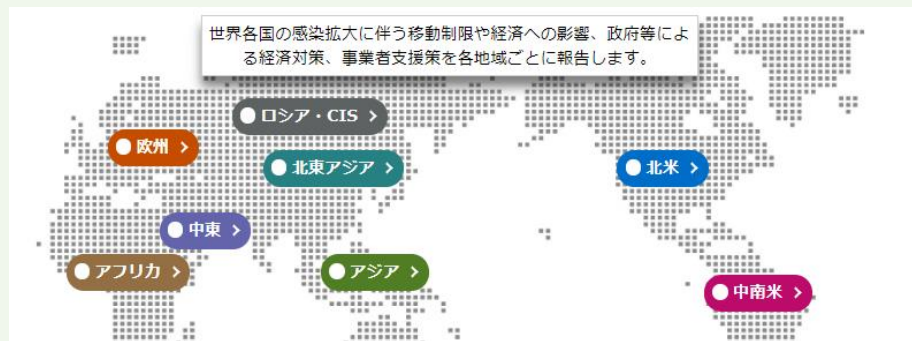 世界各国の感染拡大に伴う移動制限や経済への影響、政府等によ
る経済対策、事業者支援策を各地域ごとに報告します。
ロシア・CIS >
欧州 >
北東アジア >
北米 >
中東 >
アフリカ >
アジア >
中南米 >